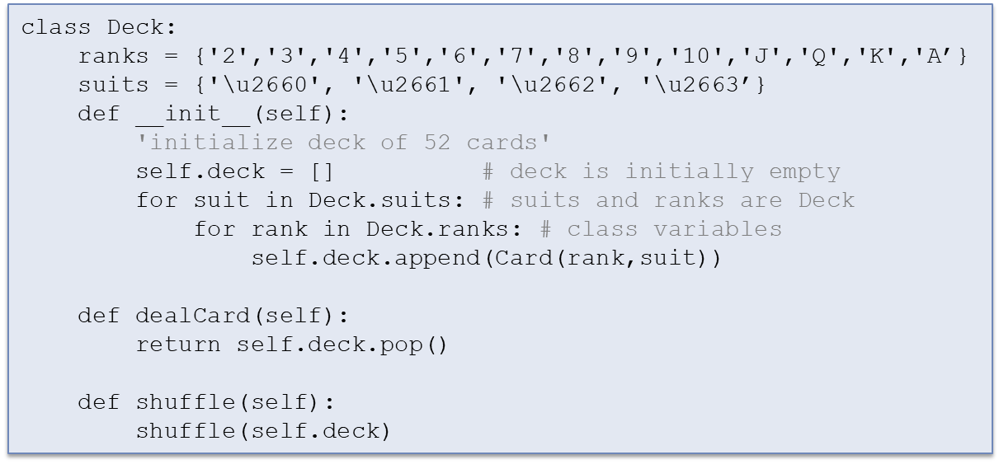 class Deck:
    ranks = {'2','3','4','5','6','7','8','9','10','J','Q','K','A’}
    suits = {'\u2660', '\u2661', '\u2662', '\u2663’}
    def __init__(self):
        'initialize deck of 52 cards'
        self.deck = []          # deck is initially empty
        for suit in Deck.suits: # suits and ranks are Deck
            for rank in Deck.ranks: # class variables
                self.deck.append(Card(rank,suit))

    def dealCard(self):
        return self.deck.pop()

    def shuffle(self):
        shuffle(self.deck)